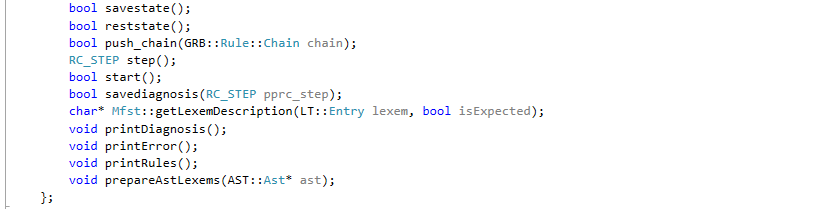 bool savestate();
bool reststate();
bool push_chain(GRB::Rule::Chain chain);
RC_STEP step();
bool start();
bool savediagnosis(RC_STEP pprc_step);
char* Mfst::getLexemDescription(LT::Entry lexem, bool isExpected);
void printDiagnosis();
void printError();
void printRules();
void prepareAstLexems(AST::Ast* ast);
};